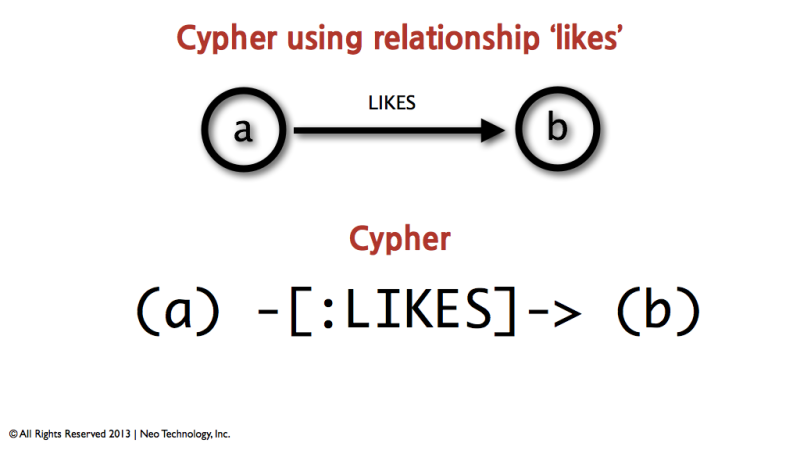 Cypher using relationship ‘likes’
LIKES
a
b
Cypher
(a) -[:LIKES]-> (b)
© All Rights Reserved 2013 | Neo Technology, Inc.